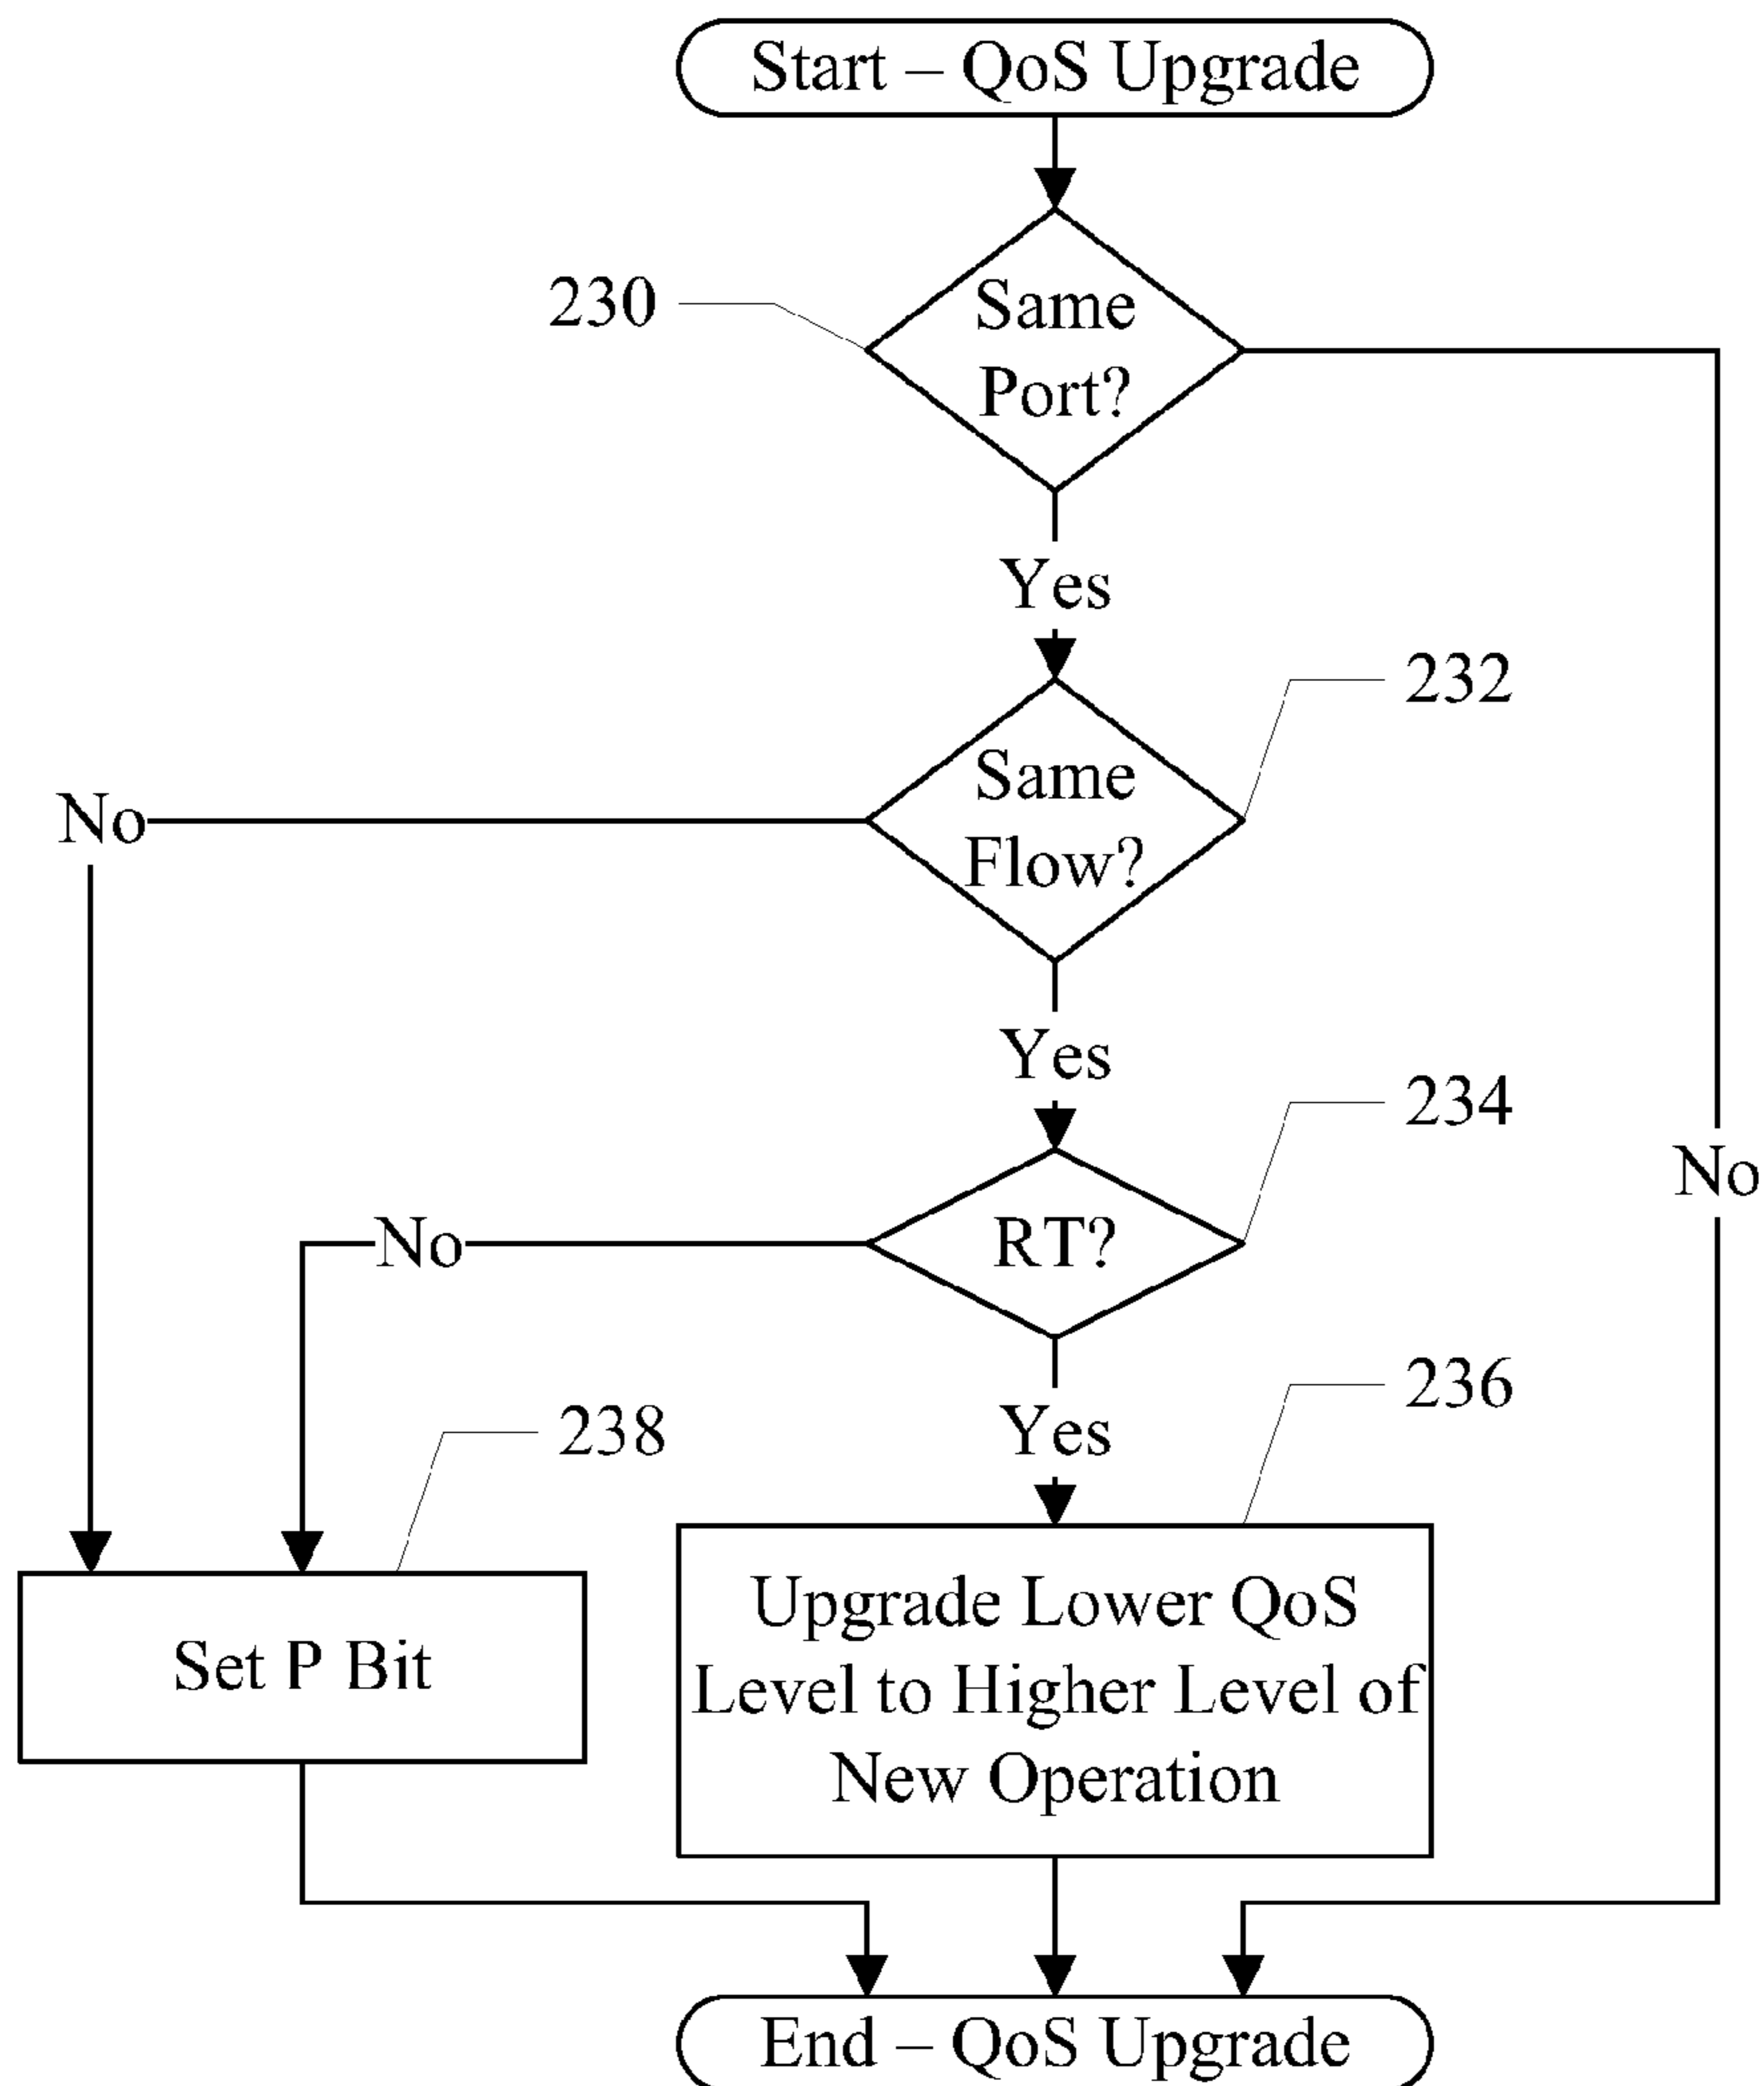 Start – QoS Upgrade
230
Same
Port?
Yes
232
Same
Flow?
No
Yes
234
No
RT?
No
Yes
236
238
Upgrade Lower QoS
Level to Higher Level of
New Operation
Set P Bit
End – QoS Upgrade